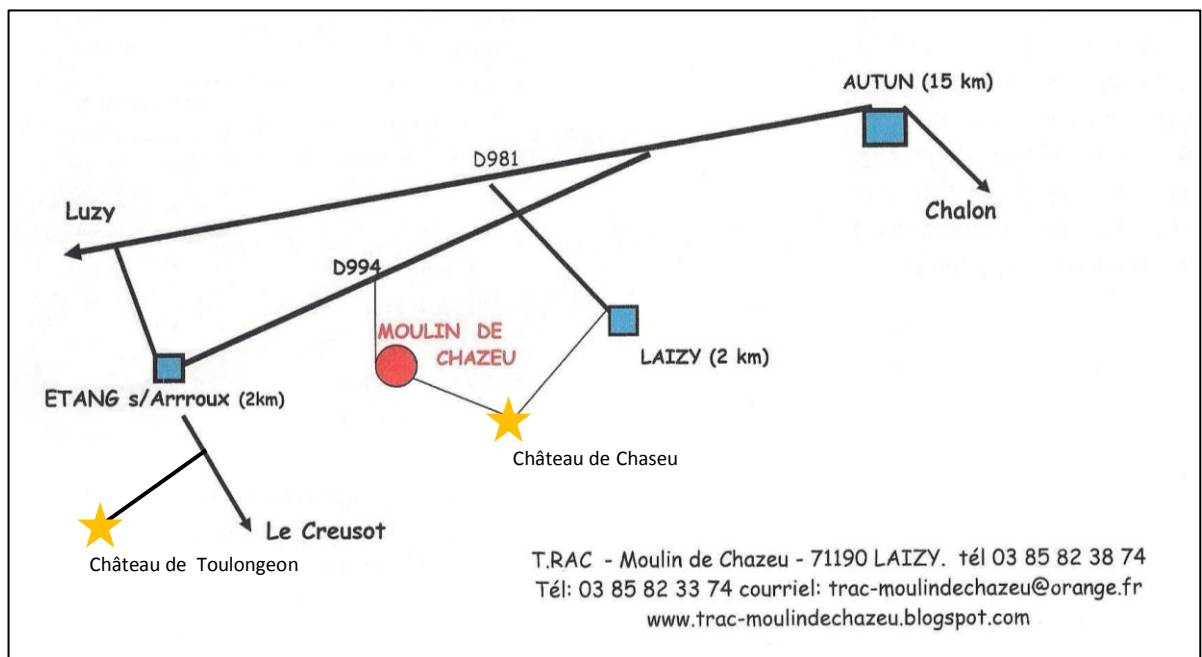 AUTUN (15 km)
D981
Luzy
Chalon
D994
MOULIN DE
CHAZEU
LAIZY (2 km)
ETANG s/Arrroux (2km)
Château de Chaseu
Le Creusot
Château de Toulongeon
T.RAC - Moulin de Chazeu - 71190 LAIZY. tél 03 85 82 38 74
Tél: 03 85 82 33 74 courriel: trac-moulindechazeu@orange.fr
www.trac-moulindechazeu.blogspot.com